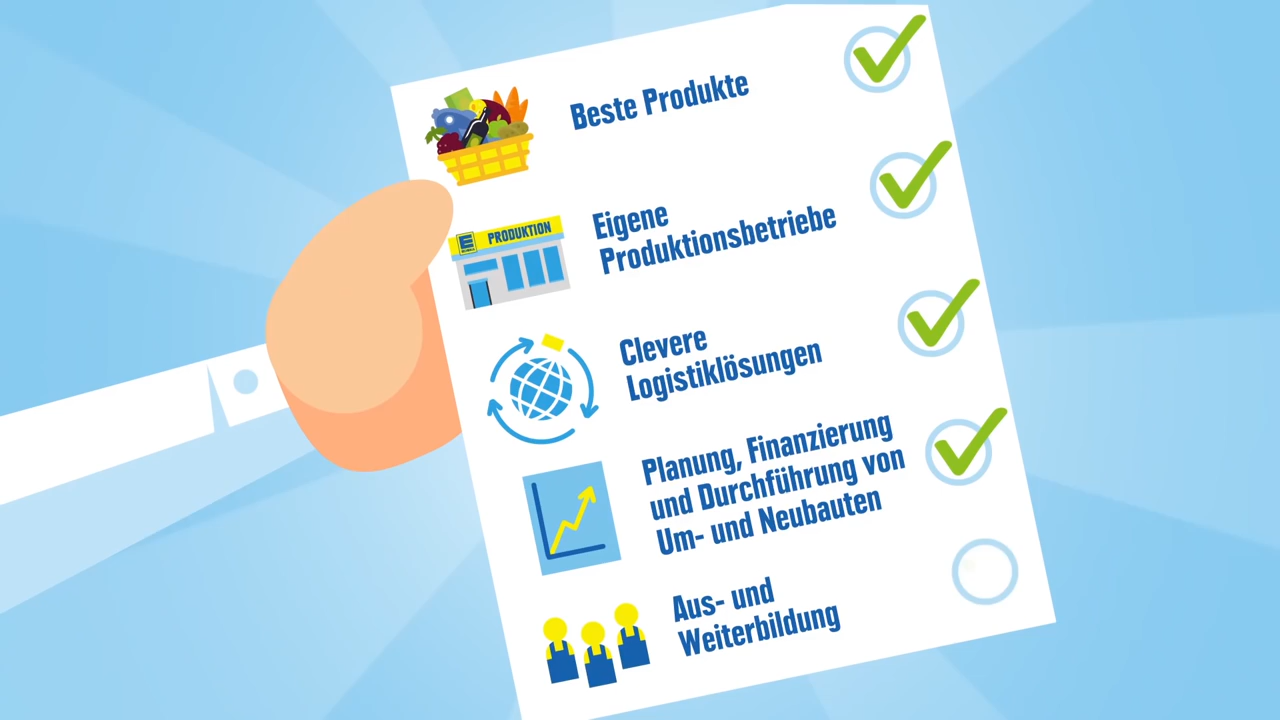 Beste Produkte
E
PRODUKTION
Eigene
Produktionsbetriebe
Clevere
Logistiklösungen
Planung, Finanzierung
und Durchführung von
Um- und Neubauten
Aus- und
Weiterbildung